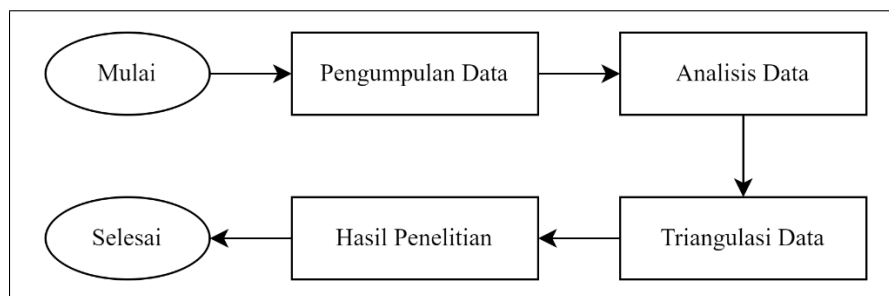 Mulai
Pengumpulan Data
Analisis Data
Triangulasi Data
Hasil Penelitian
Selesai